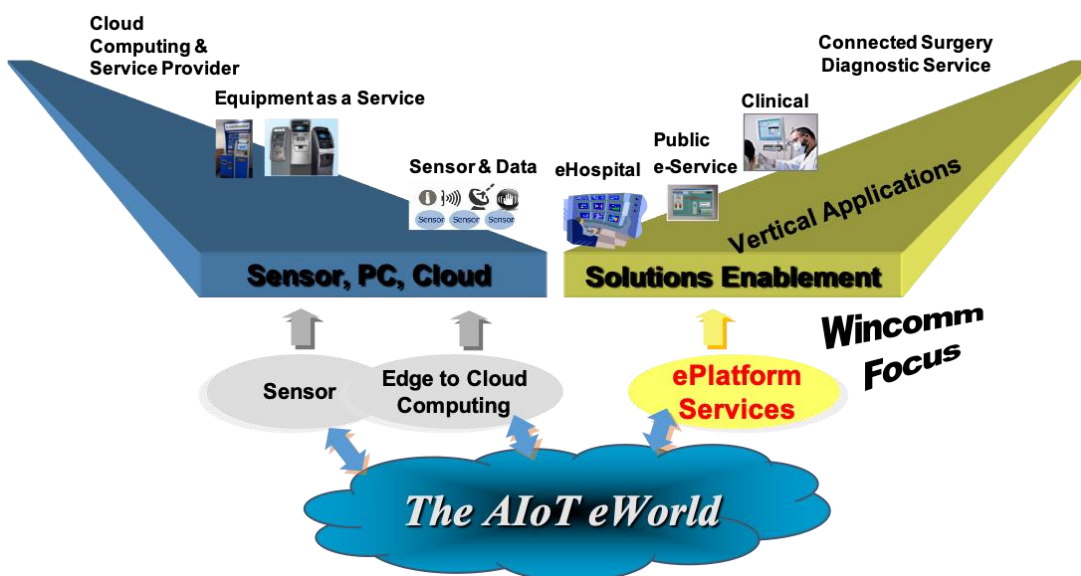 Cloud
Computing &
Service Provider
Connected Surgery
Diagnostic Service
Equipment as a Service
Clinical
Public
e-Service
Sensor & Data
eHospital
Sensor
Sensor
Sensor
Vertical Applications
Sensor, PC, Cloud
Solutions Enablement
Wincomm
Focus
Sensor
Edge to Cloud
Computing
ePlatform
Services
The AIoT eWorld